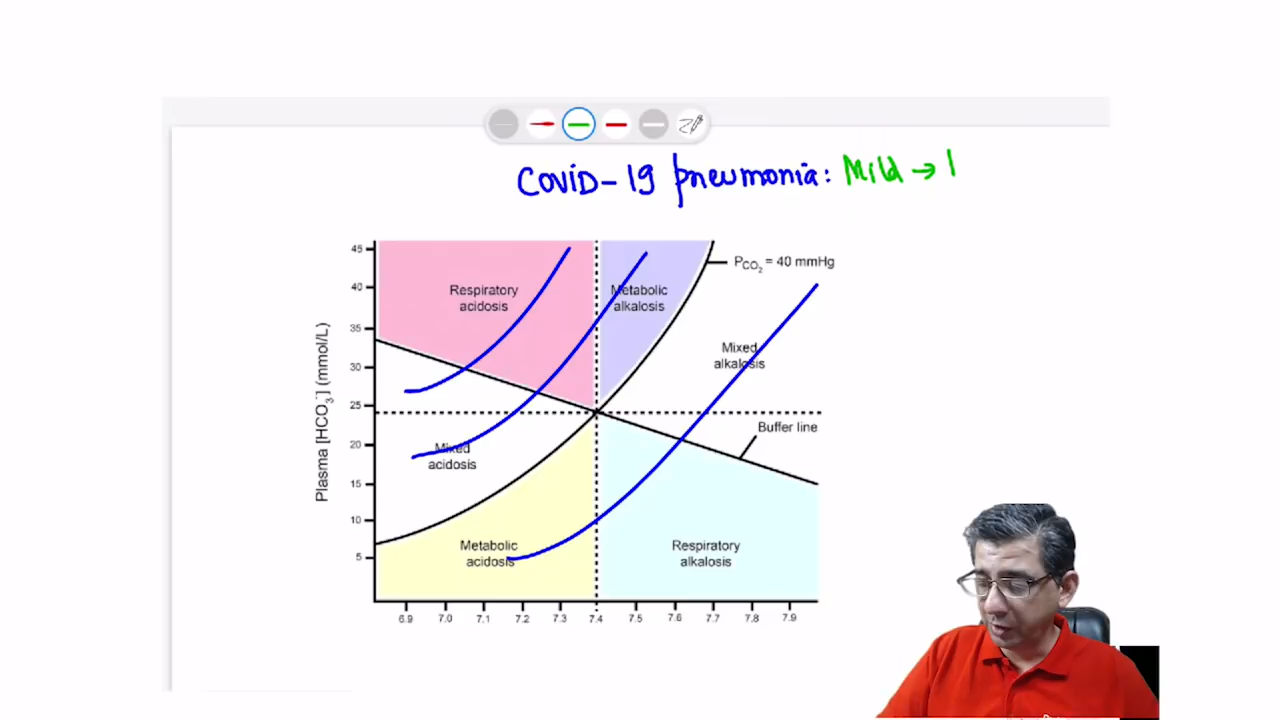 COVID-19 pneumonia: Mild → 1
45
40
35
30
25
20
15
10
5
Plasma [HCO₃⁻] (mmol/L)
Respiratory
acidosis
Metabolic
alkalosis
P_CO₂ = 40 mmHg
Mixed
alkalosis
Buffer line
Mixed
acidosis
Metabolic
acidosis
Respiratory
alkalosis
6.9 7.0 7.1 7.2 7.3 7.4 7.5 7.6 7.7 7.8 7.9